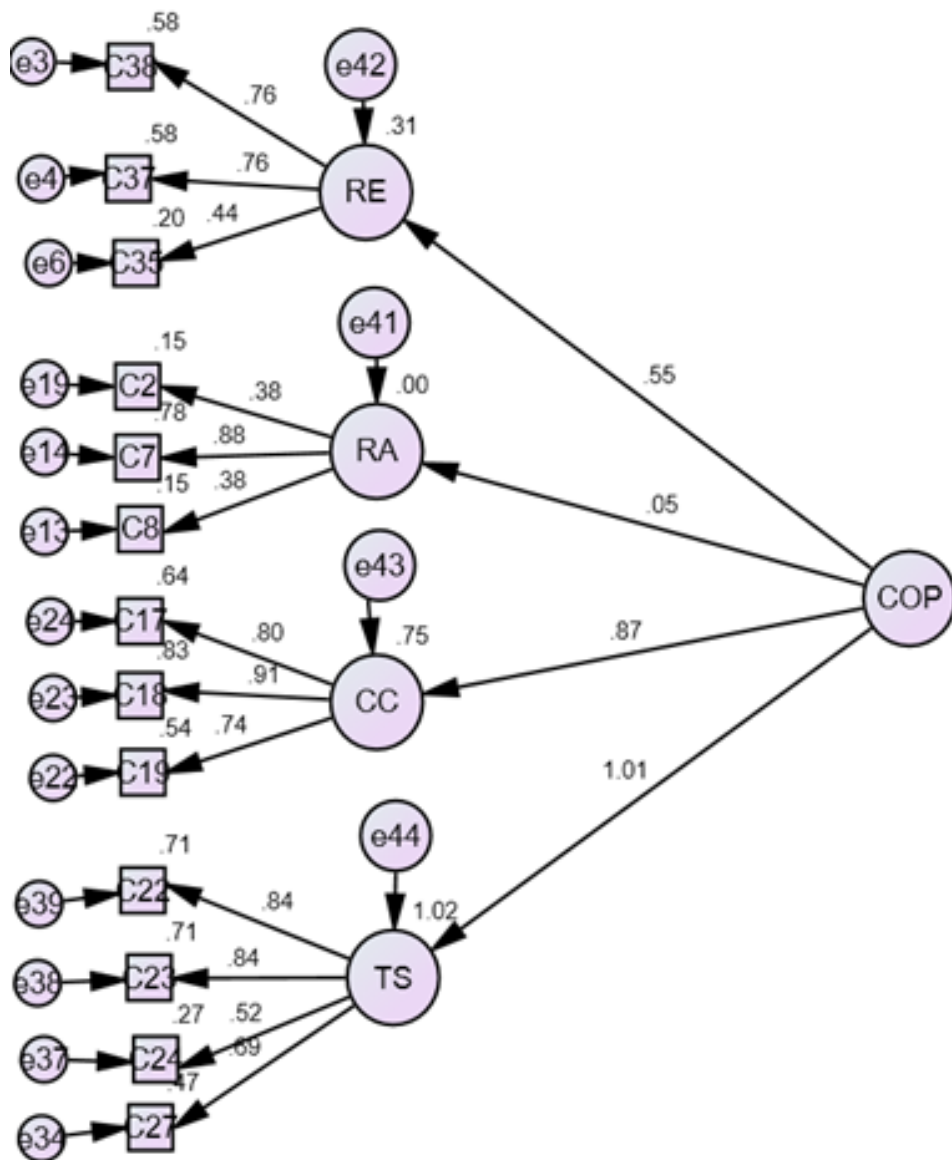 .58
e3 C38
e42
.76
.31
.58
e4 C37
.76
RE
.20 .44
e6 C35
e41
.15
.55
e19 C2
.38
.00
.78
e14 C7
.88
RA
.15 .38
e13 C8
.05
e43
.64
COP
e24 C17
.80
.75
.87
.83
e23 C18
.91
CC
.54 .74
e22 C19
1.01
e44
.71
e39 C22
.84
1.02
.71
e38 C23
.84
TS
.27 .52
e37 C24
.69
.47
e34 C27